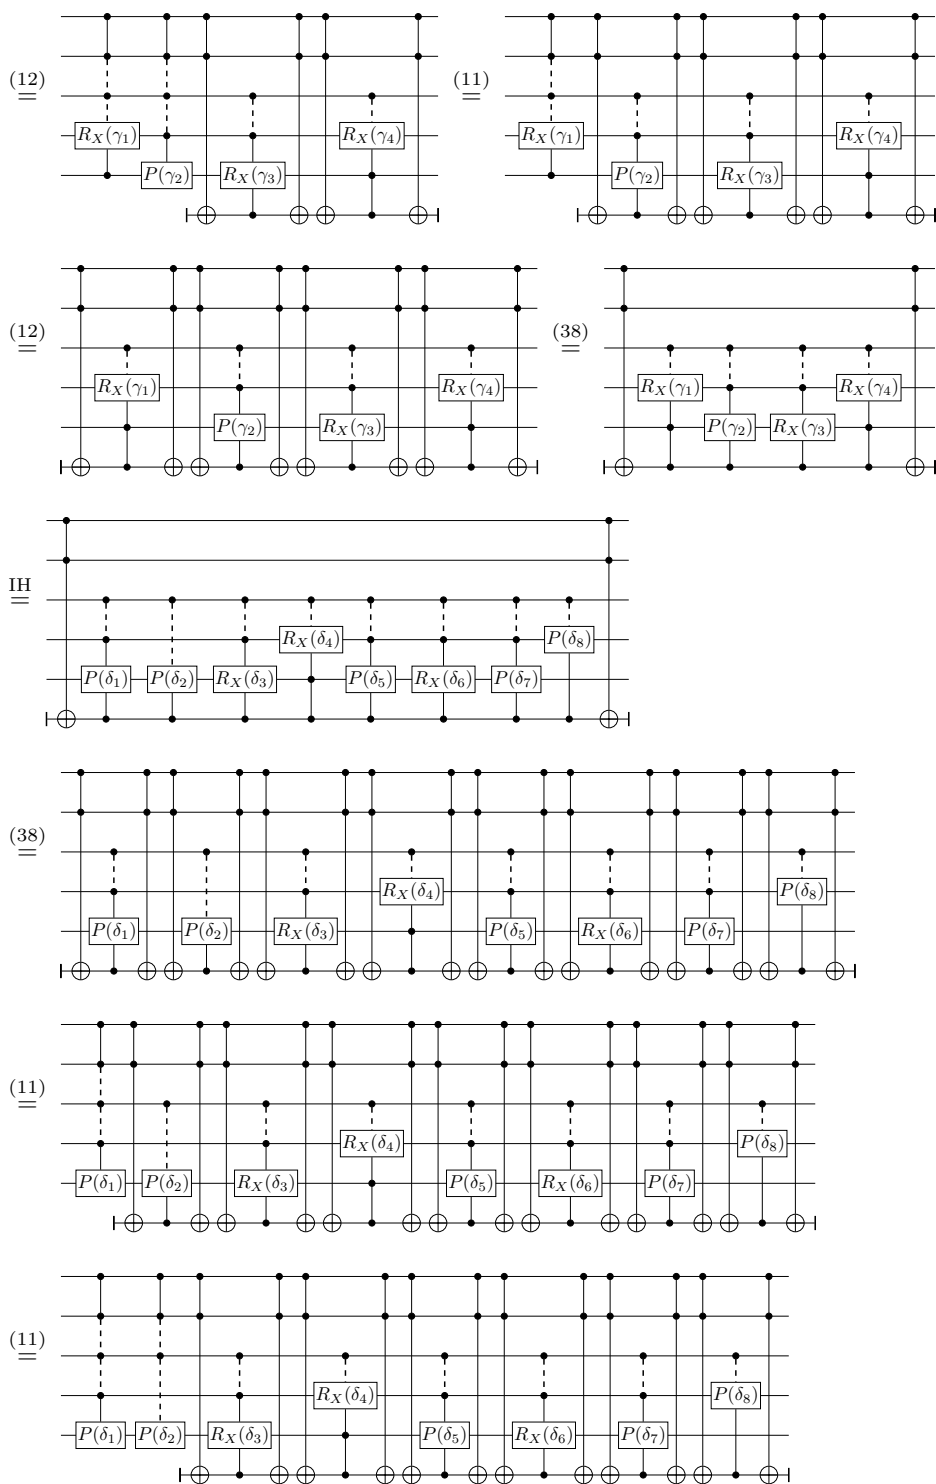 (12) = R_X(γ₁) P(γ₂) R_X(γ₃) R_X(γ₄) (11) = R_X(γ₁) P(γ₂) R_X(γ₃) R_X(γ₄)
(12) = R_X(γ₁) P(γ₂) R_X(γ₃) R_X(γ₄) (38) = R_X(γ₁) P(γ₂) R_X(γ₃) R_X(γ₄)
IH = P(δ₁) P(δ₂) R_X(δ₃) R_X(δ₄) P(δ₅) R_X(δ₆) P(δ₇) P(δ₈)
(38) = P(δ₁) P(δ₂) R_X(δ₃) R_X(δ₄) P(δ₅) R_X(δ₆) P(δ₇) P(δ₈)
(11) = P(δ₁) P(δ₂) R_X(δ₃) R_X(δ₄) P(δ₅) R_X(δ₆) P(δ₇) P(δ₈)
(11) = P(δ₁) P(δ₂) R_X(δ₃) R_X(δ₄) P(δ₅) R_X(δ₆) P(δ₇) P(δ₈)